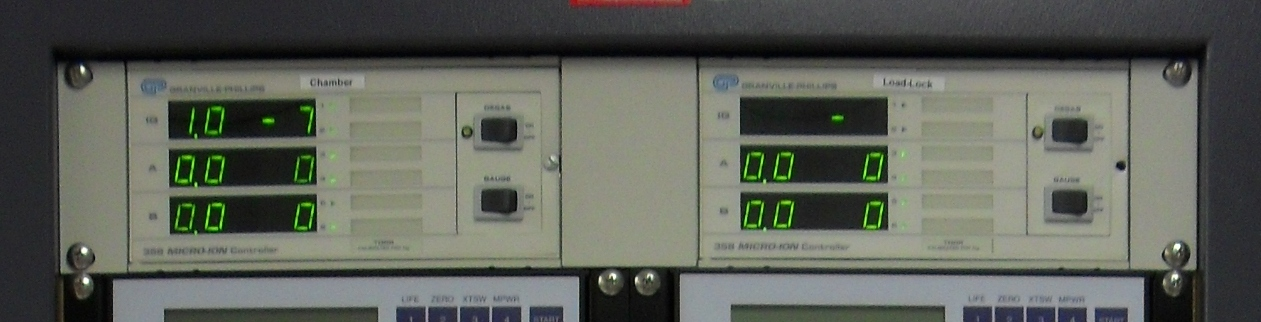 Chamber
GRANVILLE-PHILLIPS
IG
1.0 - 7
A
0.0 0
B
0.0 0
DEGAS
GAUGE
358 MICRO-ION Controller
Load-Lock
GRANVILLE-PHILLIPS
IG
-
A
0.0 0
B
0.0 0
DEGAS
GAUGE
358 MICRO-ION Controller
LIFE ZERO XTSW MPWR
1 2 3 4 START
LIFE ZERO XTSW MPWR
1 2 3 4 START